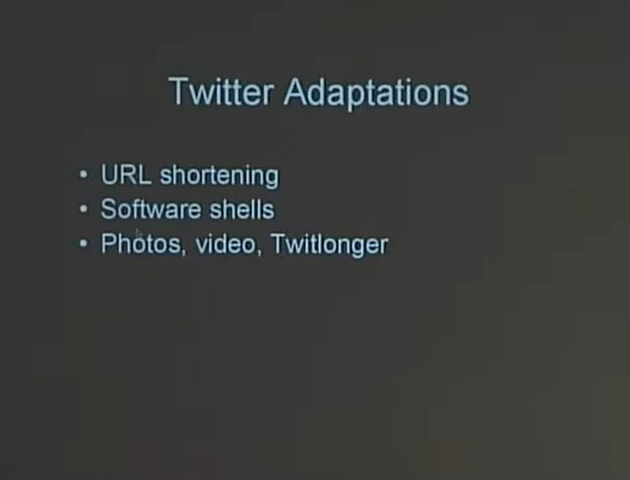 Twitter Adaptations
• URL shortening
• Software shells
• Photos, video, Twitlonger